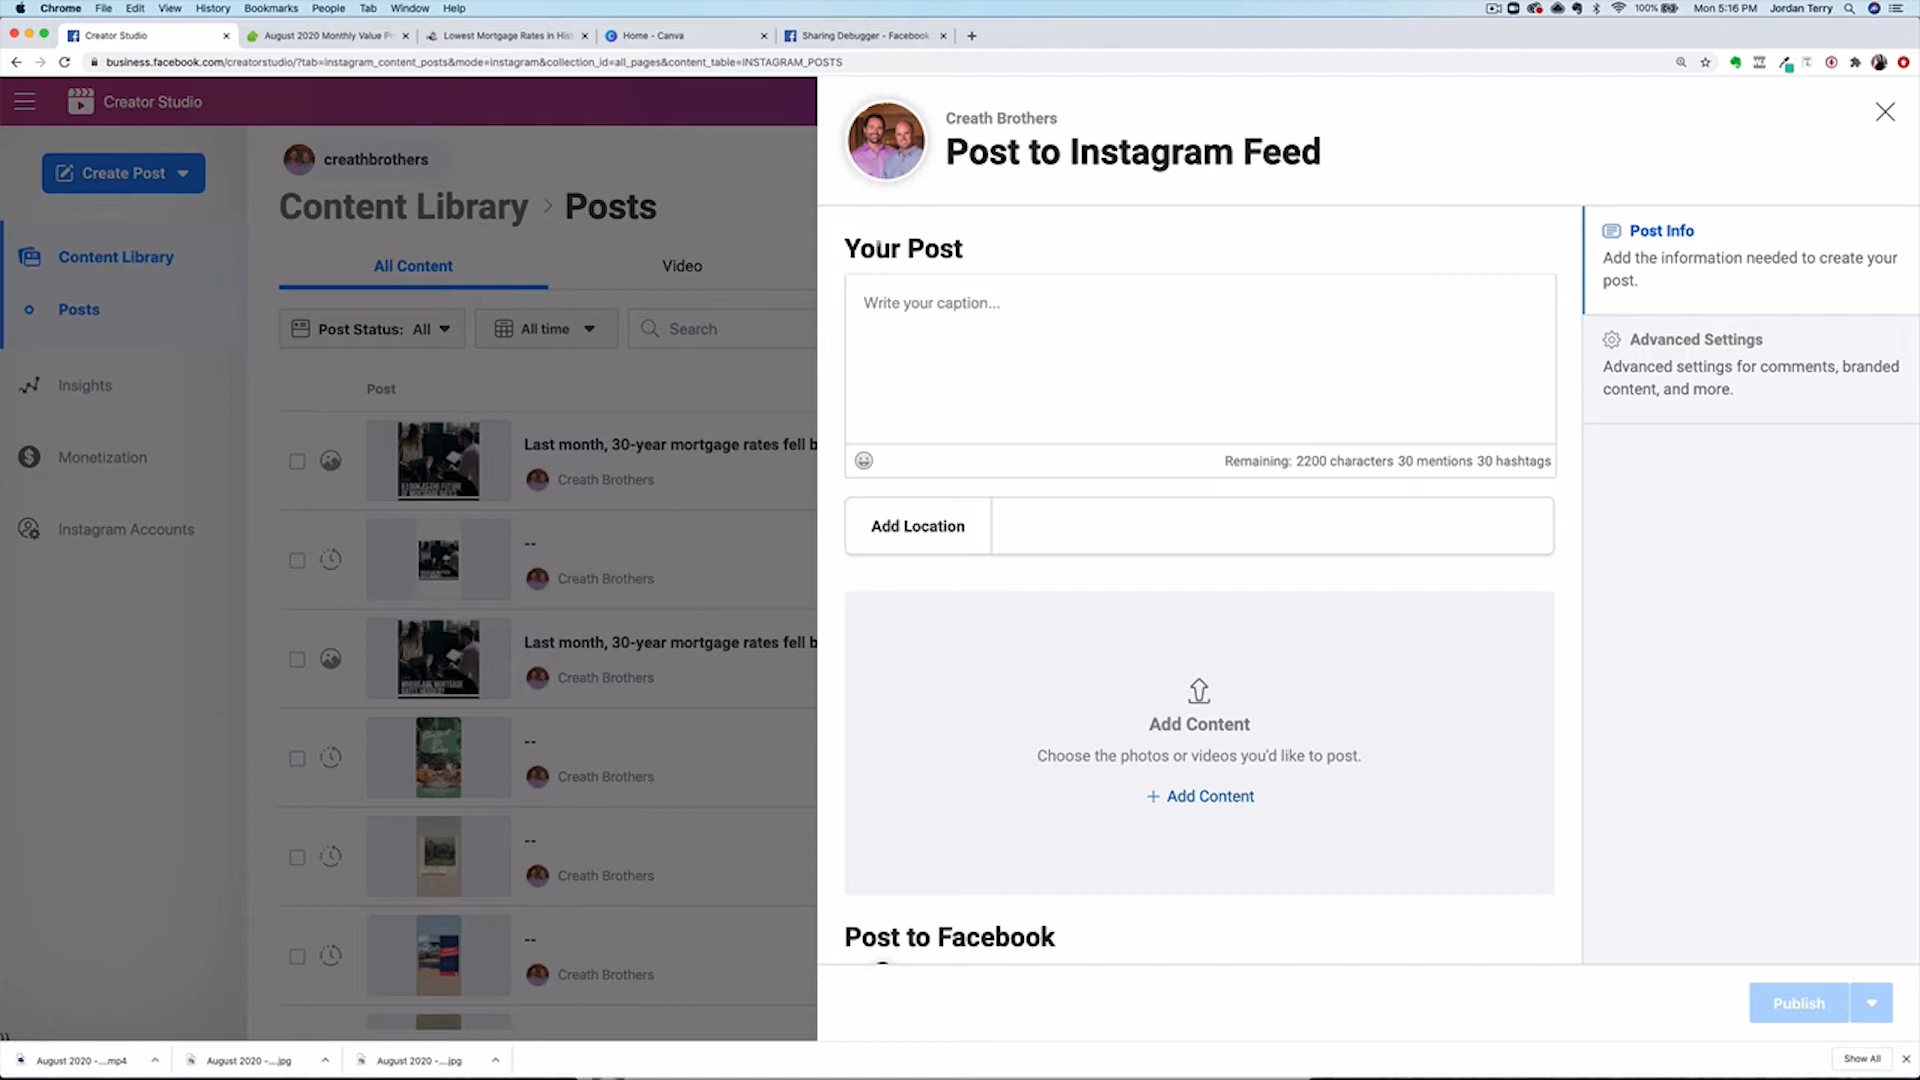 Chrome File Edit View History Bookmarks People Tab Window Help
100% Mon 5:16 PM Jordan Terry
Creator Studio
August 2020 Monthly Value Pr
Lowest Mortgage Rates in Hist
Home - Canva
Sharing Debugger - Facebook
business.facebook.com/creatorstudio/?tab=instagram_content_posts&mode=instagram&collection_id=all_pages&content_table=INSTAGRAM_POSTS
Creator Studio
Create Post
Content Library
Posts
Insights
Monetization
Instagram Accounts
creathbrothers
Content Library > Posts
All Content
Video
Post Status: All
All time
Search
Post
Last month, 30-year mortgage rates fell b
Creath Brothers
--
Creath Brothers
Last month, 30-year mortgage rates fell b
Creath Brothers
--
Creath Brothers
--
Creath Brothers
--
Creath Brothers
Creath Brothers
Post to Instagram Feed
Your Post
Write your caption...
Remaining: 2200 characters 30 mentions 30 hashtags
Add Location
Add Content
Choose the photos or videos you'd like to post.
+ Add Content
Post to Facebook
Post Info
Add the information needed to create your
post.
Advanced Settings
Advanced settings for comments, branded
content, and more.
Publish
August 2020 -....mp4
August 2020 -....jpg
August 2020 -....jpg
Show All